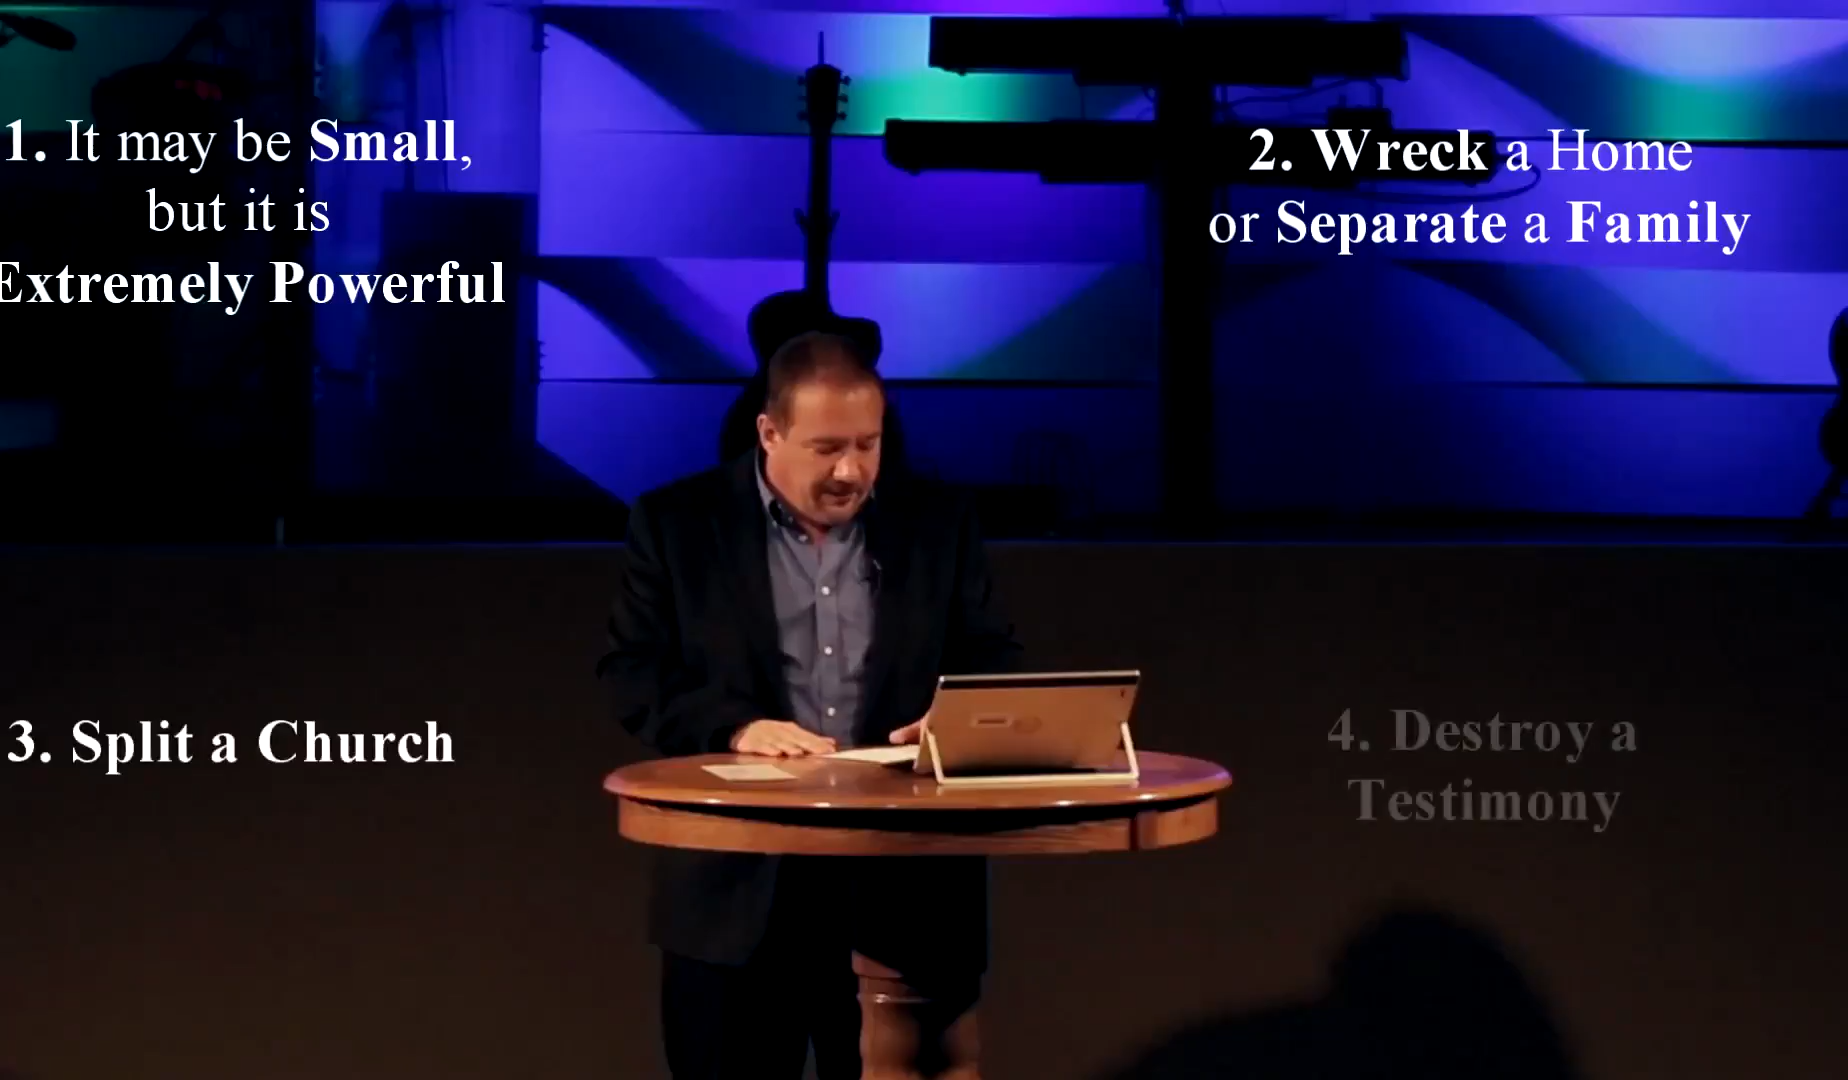 1. It may be Small,
but it is
Extremely Powerful
2. Wreck a Home
or Separate a Family
3. Split a Church
4. Destroy a
Testimony